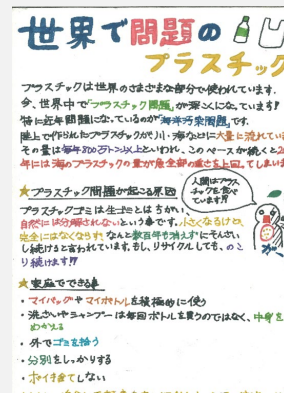 世界で問題の
プラスチック
プラスチックは世界のさまざまな部分で使われています。
今、世界中で「プラスチック問題」が深こくになっています!
特に近年問題になっているのが「海洋汚染問題」です。
陸上で作られたプラスチックが川・海などに大量に流れてい
その量は毎年800万トン以上といわれ、このペースが続くと2
年には海のプラスチックの量が魚全部の重さを上回ってしま
★プラスチック問題が起こる原因
人間はプラス
チックを食べ
ています!?
プラスチックゴミは生ゴミとはちがい、
自然には分解されないという事です。小さくなるけど、
完全にはなくならず、なんと数百年も消えずにそんざい
し続けると言われています。もし、リサイクルしても、のこ
り続けます!?
★家庭でできる事
・マイバッグやマイボトルを積極的に使う
・洗ざいやシャンプーは毎回ボトルを買うのではなく、中身を
めかえる
・外でゴミを拾う
・分別をしっかりする
・ポイ捨てしない